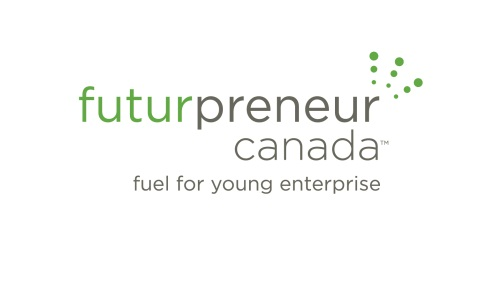 futurpreneur
canada™
fuel for young enterprise